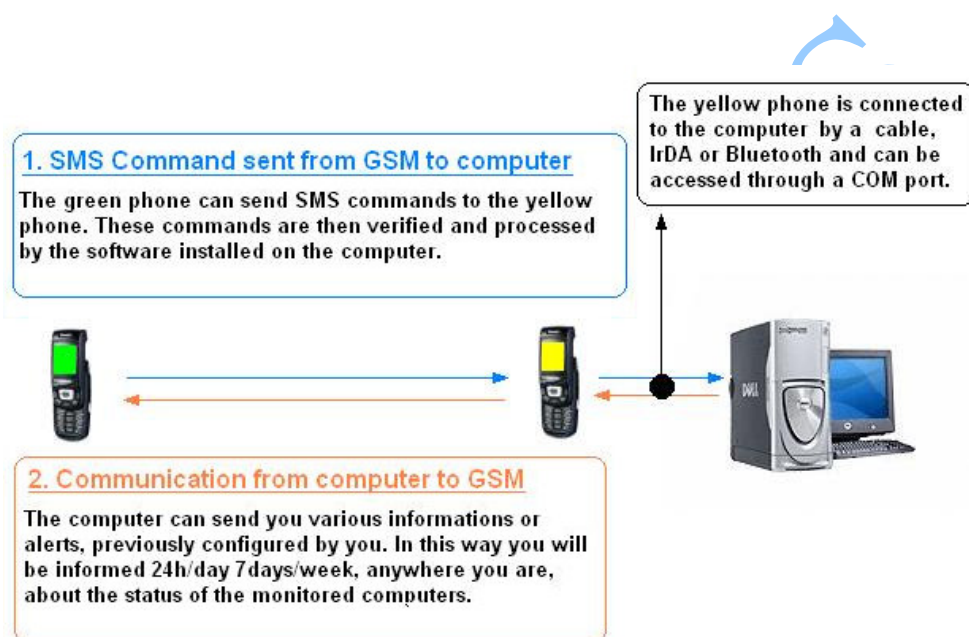 The yellow phone is connected
to the computer by a cable,
IrDA or Bluetooth and can be
accessed through a COM port.
1. SMS Command sent from GSM to computer
The green phone can send SMS commands to the yellow
phone. These commands are then verified and processed
by the software installed on the computer.
DELL
2. Communication from computer to GSM
The computer can send you various informations or
alerts, previously configured by you. In this way you will
be informed 24h/day 7days/week, anywhere you are,
about the status of the monitored computers.